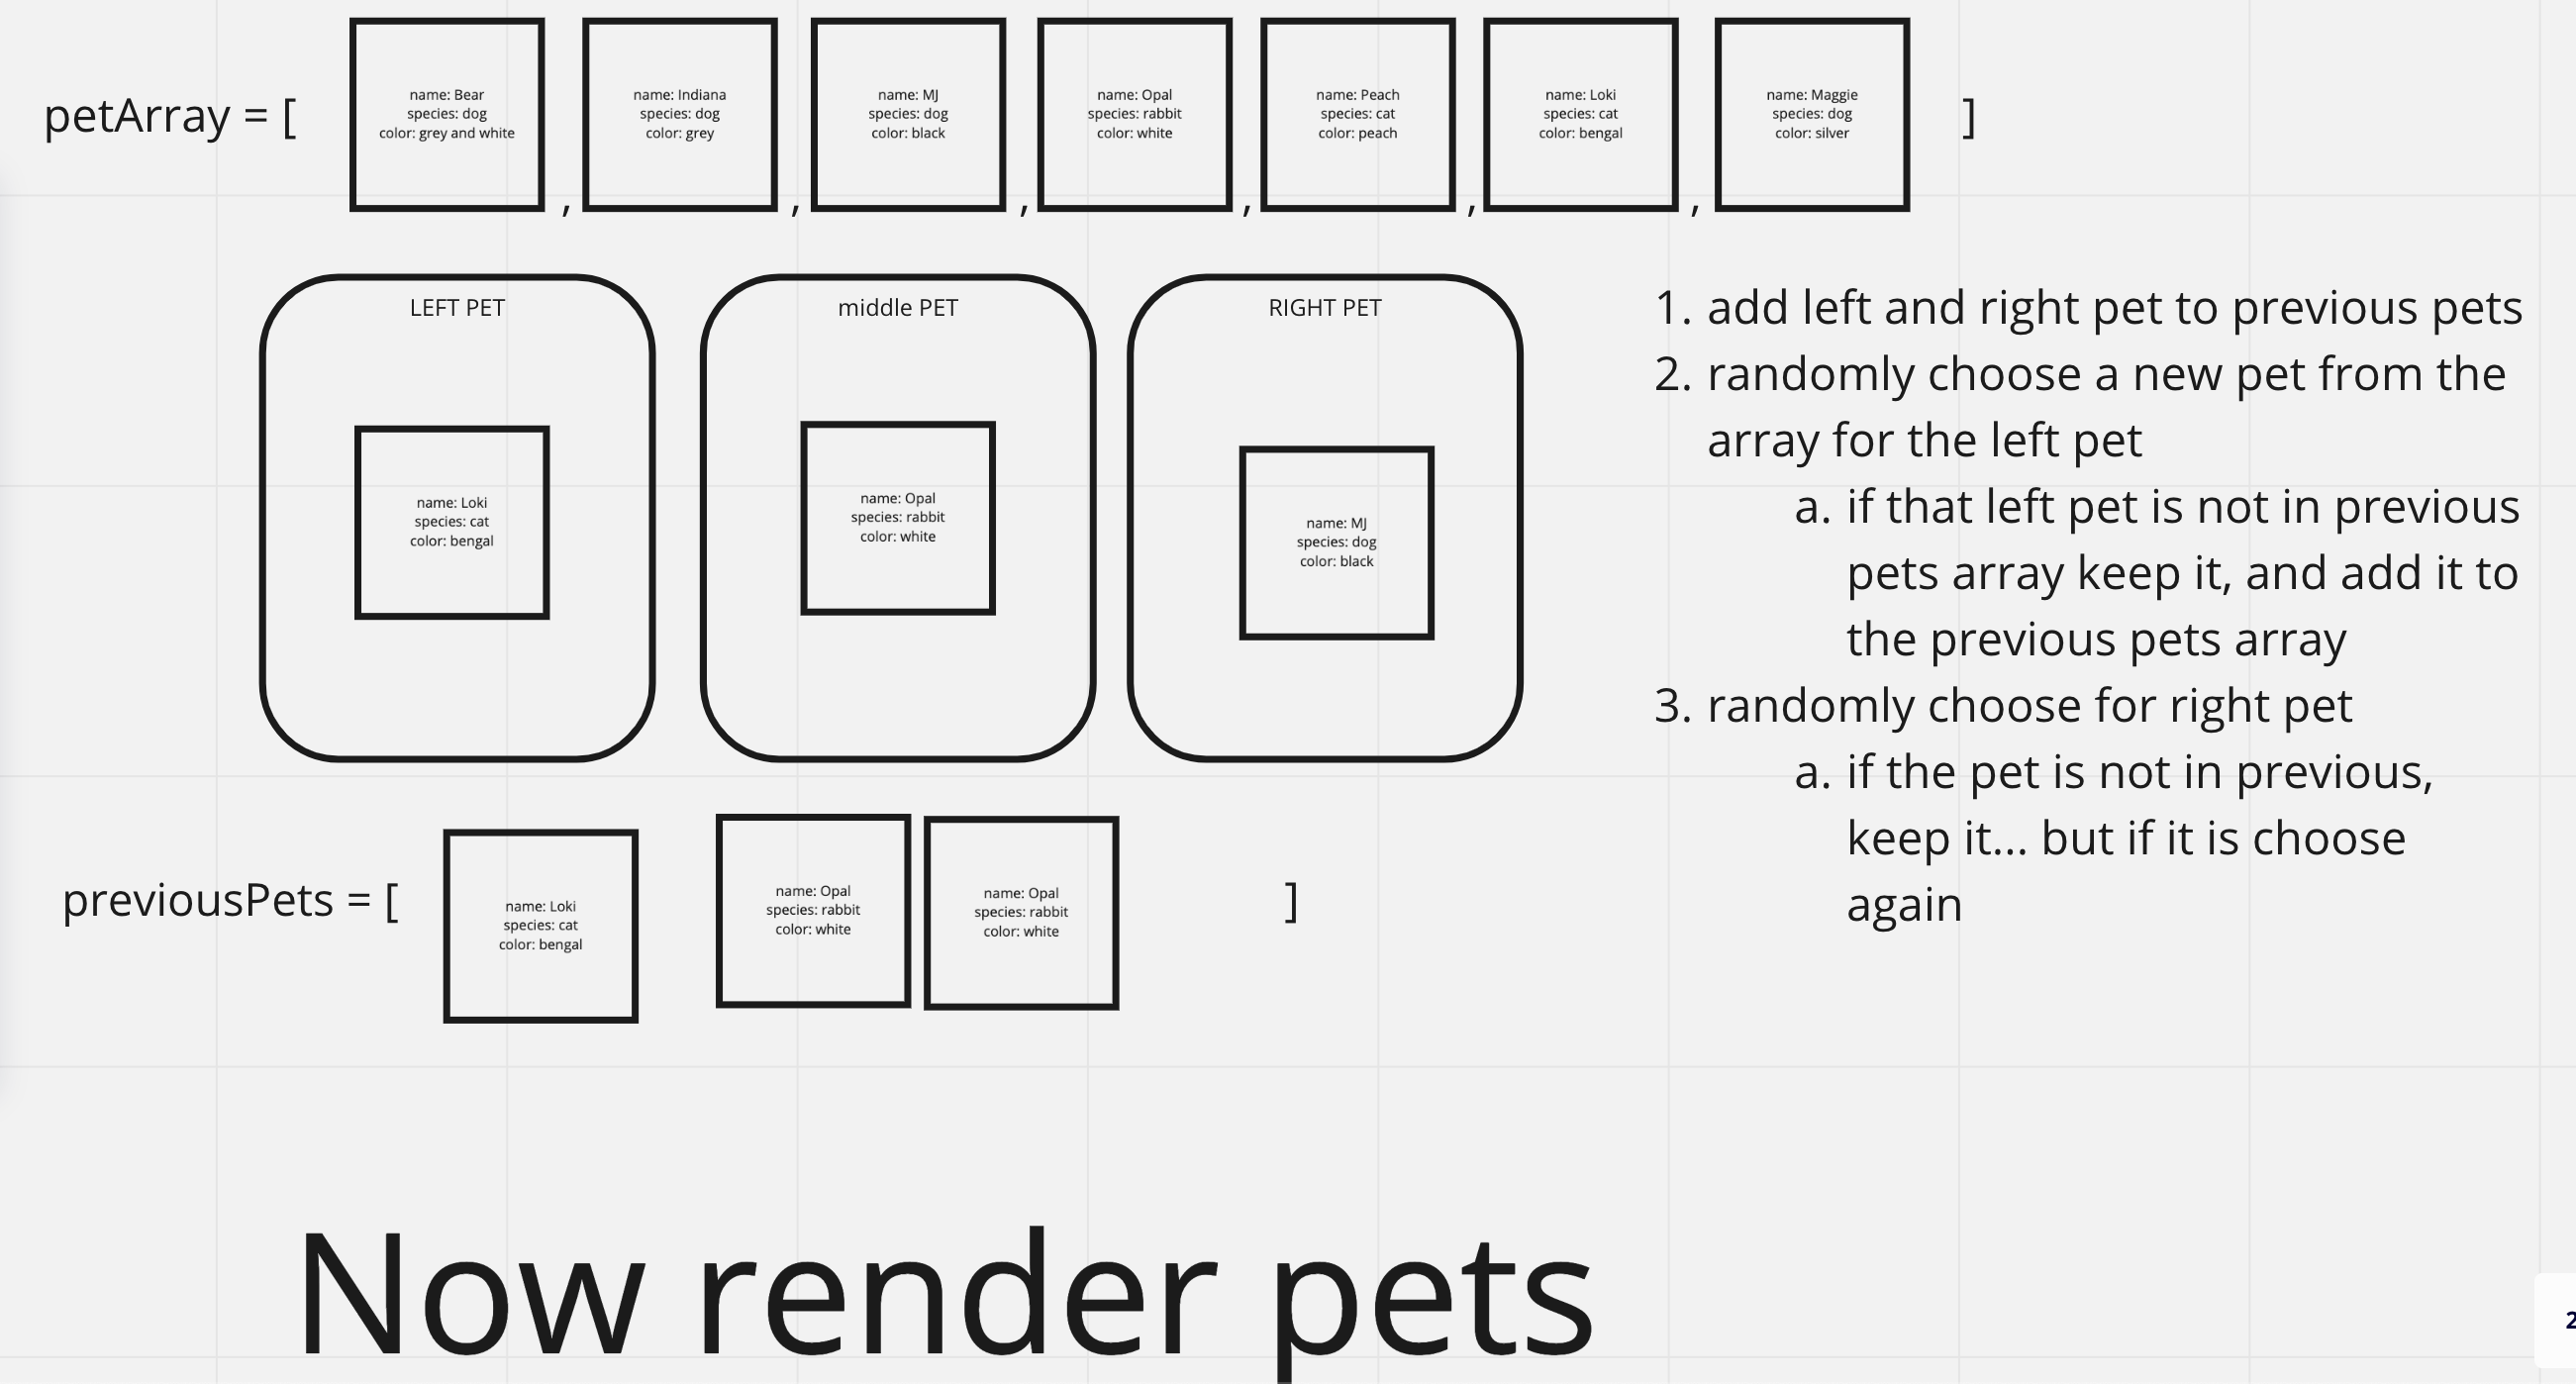 petArray = [
name: Bear
species: dog
color: grey and white
,
name: Indiana
species: dog
color: grey
,
name: MJ
species: dog
color: black
,
name: Opal
species: rabbit
color: white
,
name: Peach
species: cat
color: peach
,
name: Loki
species: cat
color: bengal
,
name: Maggie
species: dog
color: silver
]
LEFT PET
name: Loki
species: cat
color: bengal
middle PET
name: Opal
species: rabbit
color: white
RIGHT PET
name: MJ
species: dog
color: black
1. add left and right pet to previous pets
2. randomly choose a new pet from the
array for the left pet
a. if that left pet is not in previous
pets array keep it, and add it to
the previous pets array
3. randomly choose for right pet
a. if the pet is not in previous,
keep it... but if it is choose
again
previousPets = [
name: Loki
species: cat
color: bengal
name: Opal
species: rabbit
color: white
name: Opal
species: rabbit
color: white
]
Now render pets